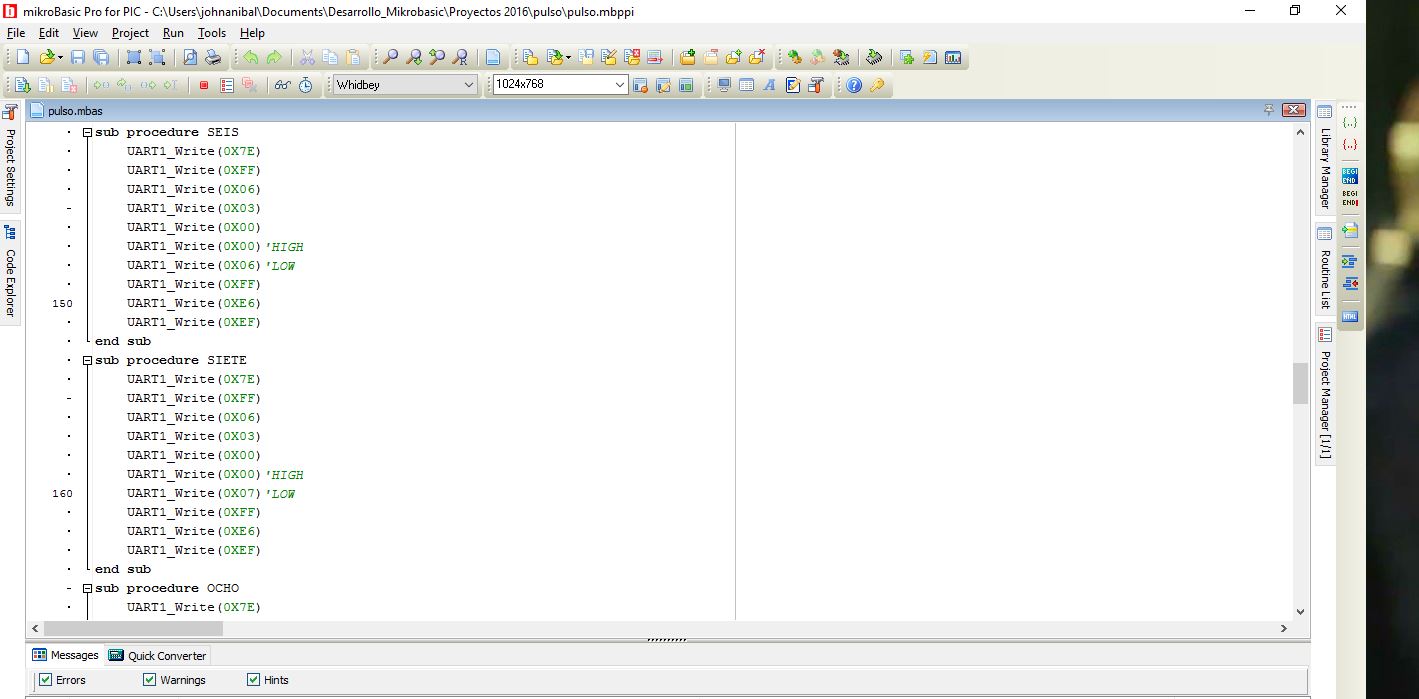 mikroBasic Pro for PIC - C:\Users\johnanibal\Documents\Desarrollo_Mikrobasic\Proyectos 2016\pulso\pulso.mbppi
File Edit View Project Run Tools Help
Whidbey
1024x768
pulso.mbas
sub procedure SEIS
UART1_Write(0X7E)
UART1_Write(0XFF)
UART1_Write(0X06)
UART1_Write(0X03)
UART1_Write(0X00)
UART1_Write(0X00)'HIGH
UART1_Write(0X06)'LOW
UART1_Write(0XFF)
150 UART1_Write(0XE6)
UART1_Write(0XEF)
end sub
sub procedure SIETE
UART1_Write(0X7E)
UART1_Write(0XFF)
UART1_Write(0X06)
UART1_Write(0X03)
UART1_Write(0X00)
UART1_Write(0X00)'HIGH
160 UART1_Write(0X07)'LOW
UART1_Write(0XFF)
UART1_Write(0XE6)
UART1_Write(0XEF)
end sub
sub procedure OCHO
UART1_Write(0X7E)
Project Settings
Code Explorer
Library Manager
Routine List
Project Manager [1/1]
{..}
{..}
BEGI
END
BEGI
END
HTML
Messages Quick Converter
Errors Warnings Hints